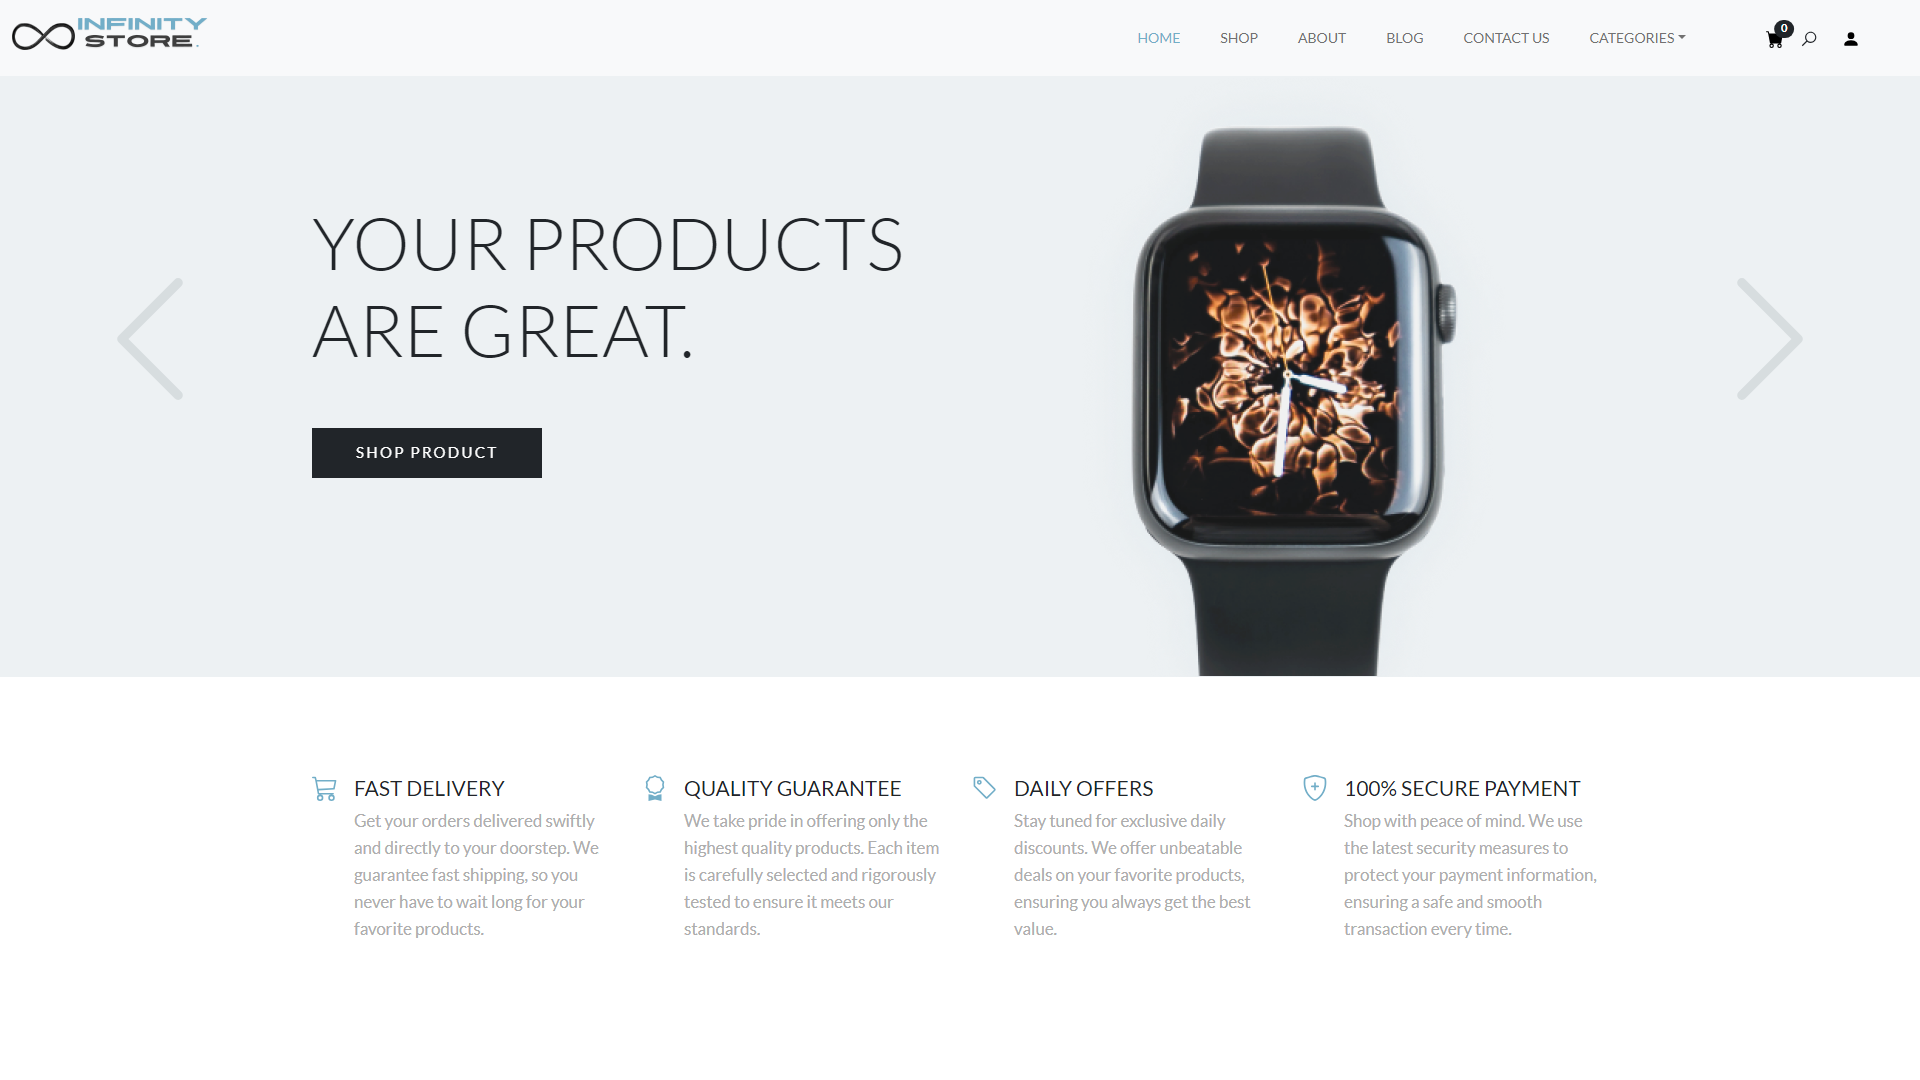 INFINITY
STORE.
HOME SHOP ABOUT BLOG CONTACT US CATEGORIES 0
YOUR PRODUCTS
ARE GREAT.
SHOP PRODUCT
FAST DELIVERY
Get your orders delivered swiftly
and directly to your doorstep. We
guarantee fast shipping, so you
never have to wait long for your
favorite products.
QUALITY GUARANTEE
We take pride in offering only the
highest quality products. Each item
is carefully selected and rigorously
tested to ensure it meets our
standards.
DAILY OFFERS
Stay tuned for exclusive daily
discounts. We offer unbeatable
deals on your favorite products,
ensuring you always get the best
value.
100% SECURE PAYMENT
Shop with peace of mind. We use
the latest security measures to
protect your payment information,
ensuring a safe and smooth
transaction every time.